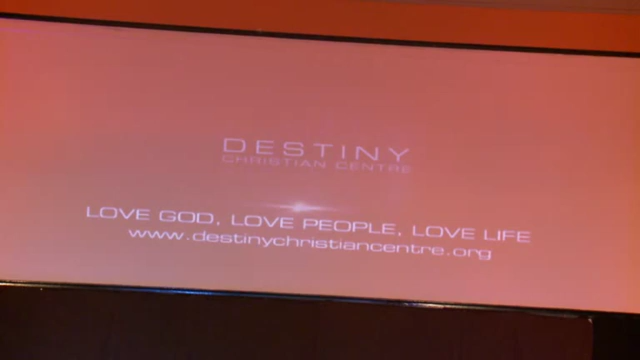 DESTINY
CHRISTIAN CENTRE
LOVE GOD, LOVE PEOPLE, LOVE LIFE
www.destinychristiancentre.org